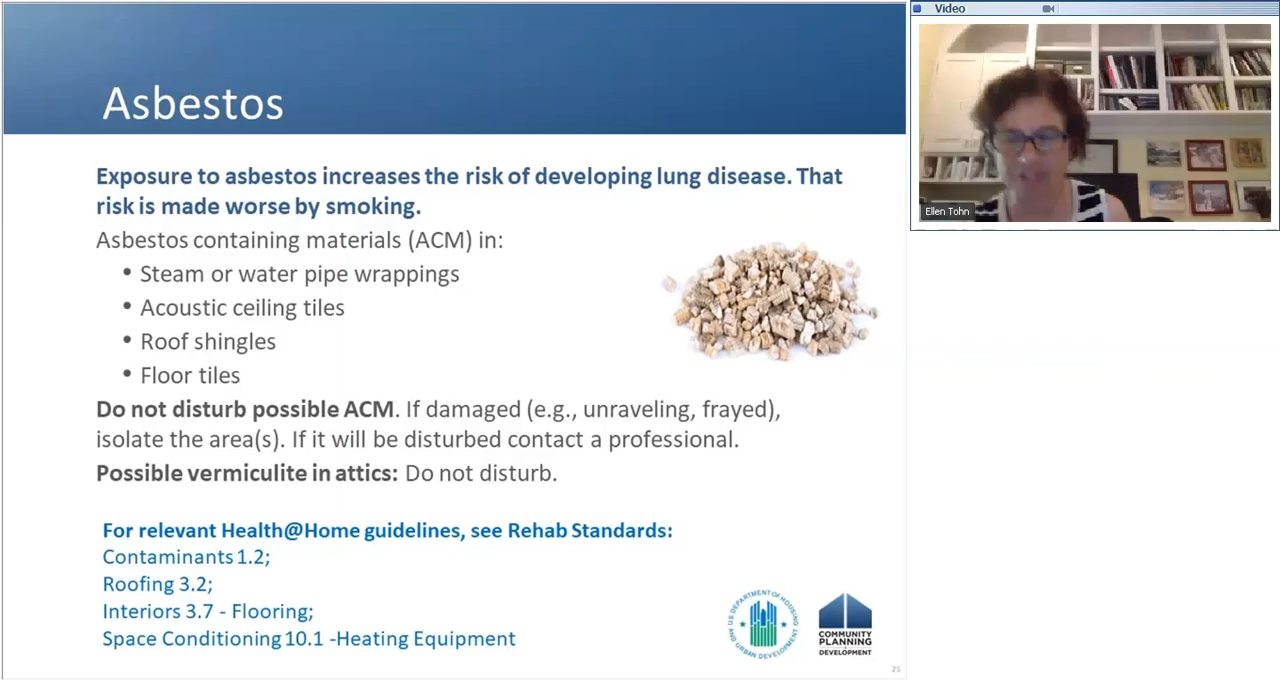 Asbestos
Exposure to asbestos increases the risk of developing lung disease. That
risk is made worse by smoking.
Asbestos containing materials (ACM) in:
• Steam or water pipe wrappings
• Acoustic ceiling tiles
• Roof shingles
• Floor tiles
Do not disturb possible ACM. If damaged (e.g., unraveling, frayed),
isolate the area(s). If it will be disturbed contact a professional.
Possible vermiculite in attics: Do not disturb.
For relevant Health@Home guidelines, see Rehab Standards:
Contaminants 1.2;
Roofing 3.2;
Interiors 3.7 - Flooring;
Space Conditioning 10.1 -Heating Equipment
U.S. DEPARTMENT OF HOUSING
AND URBAN DEVELOPMENT
COMMUNITY
PLANNING
DEVELOPMENT
25
Video
Ellen Tohn